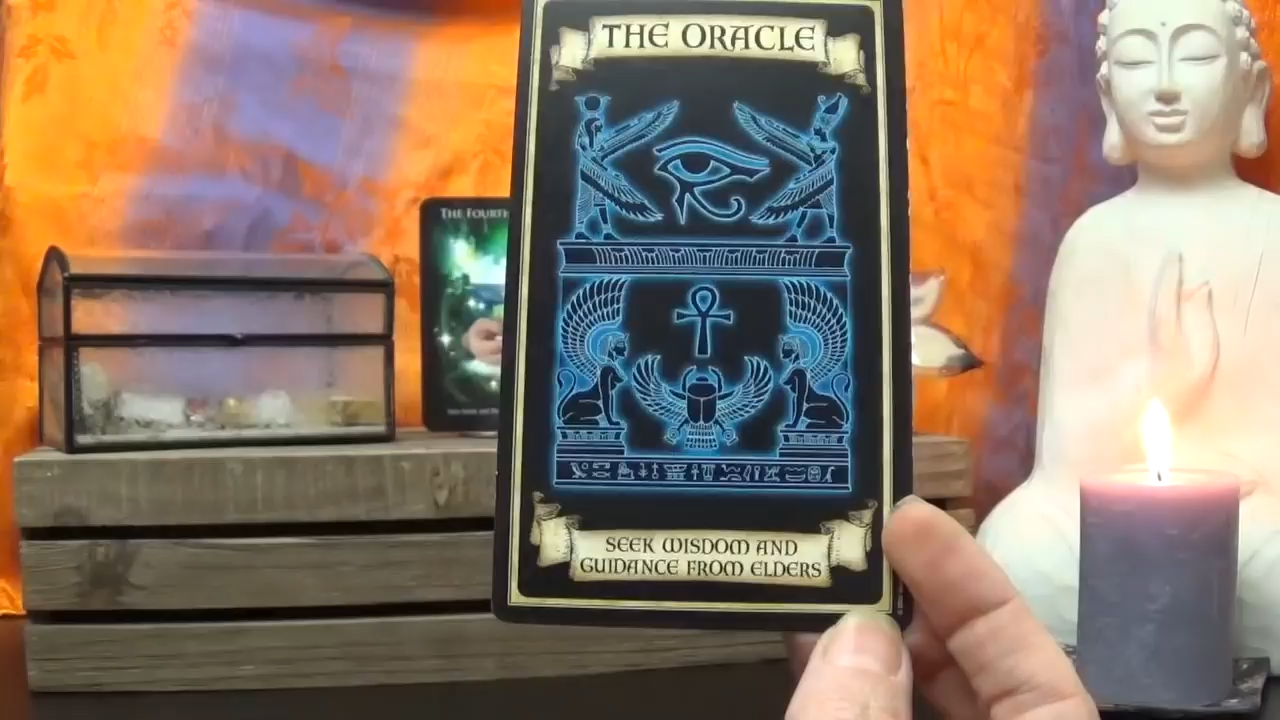 THE ORACLE
THE FOURTH
SEEK WISDOM AND
GUIDANCE FROM ELDERS